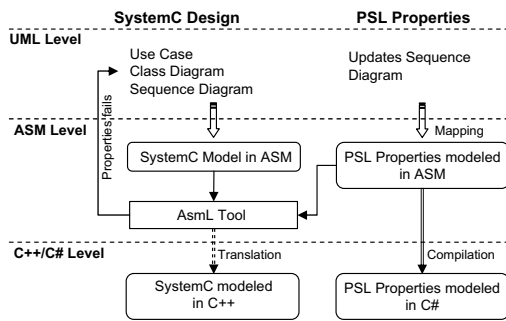 SystemC Design
PSL Properties
UML Level
Use Case
Class Diagram
Sequence Diagram
Updates Sequence
Diagram
Properties fails
ASM Level
Mapping
SystemC Model in ASM
PSL Properties modeled
in ASM
AsmL Tool
C++/C# Level
Translation
Compilation
SystemC modeled
in C++
PSL Properties modeled
in C#